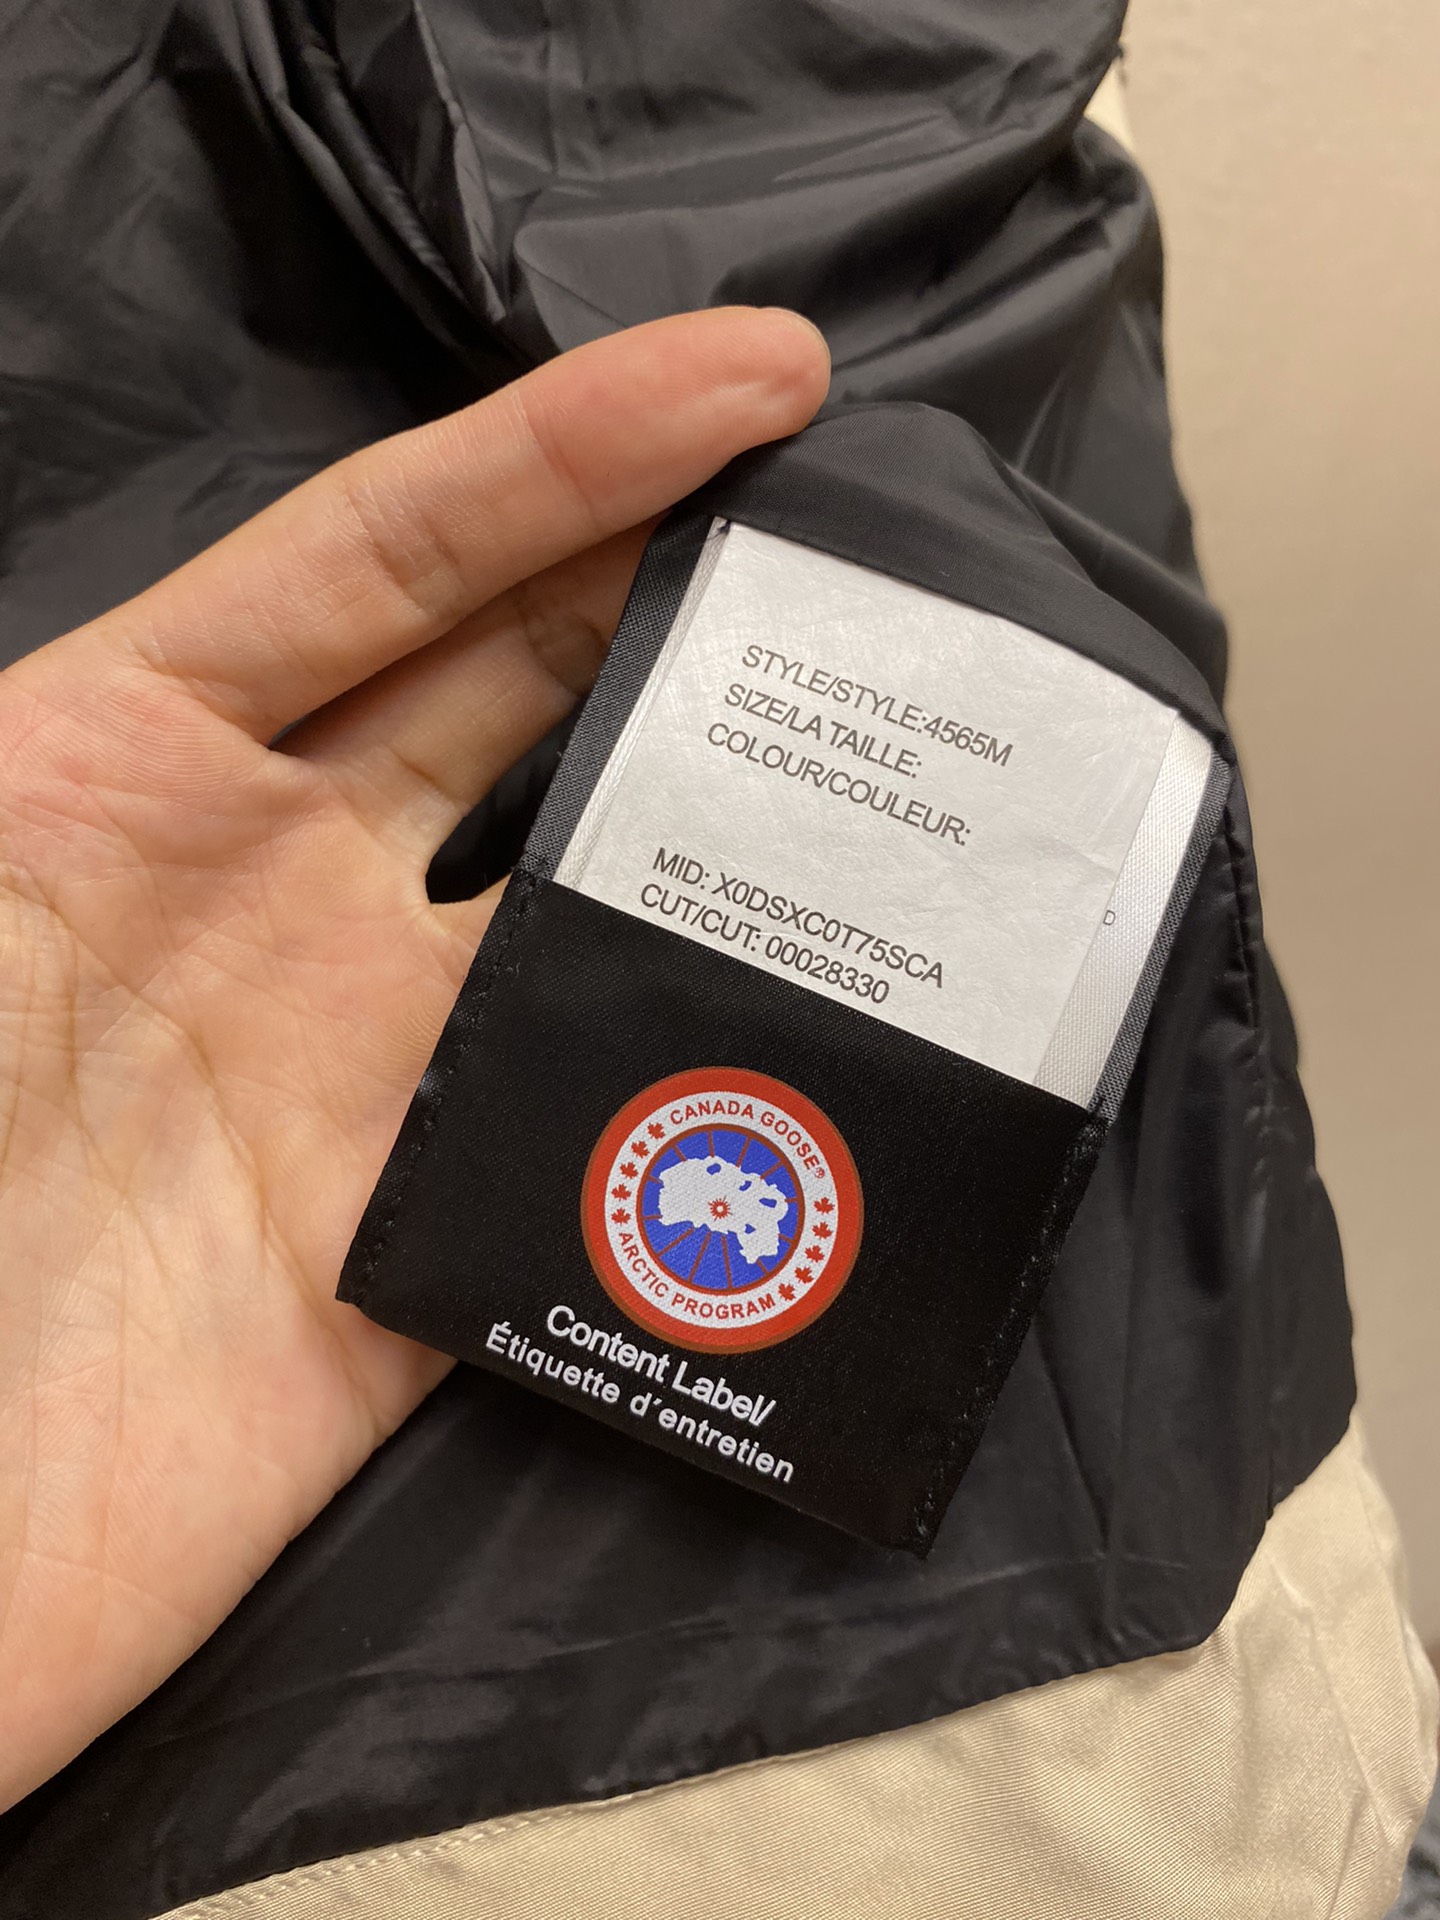 STYLE/STYLE:4565M
SIZE/LA TAILLE:
COLOUR/COULEUR:
MID: X0DSXC0T75SCA
CUT/CUT: 00028330
D
CANADA GOOSE®
ARCTIC PROGRAM
Content Label/
Étiquette d'entretien